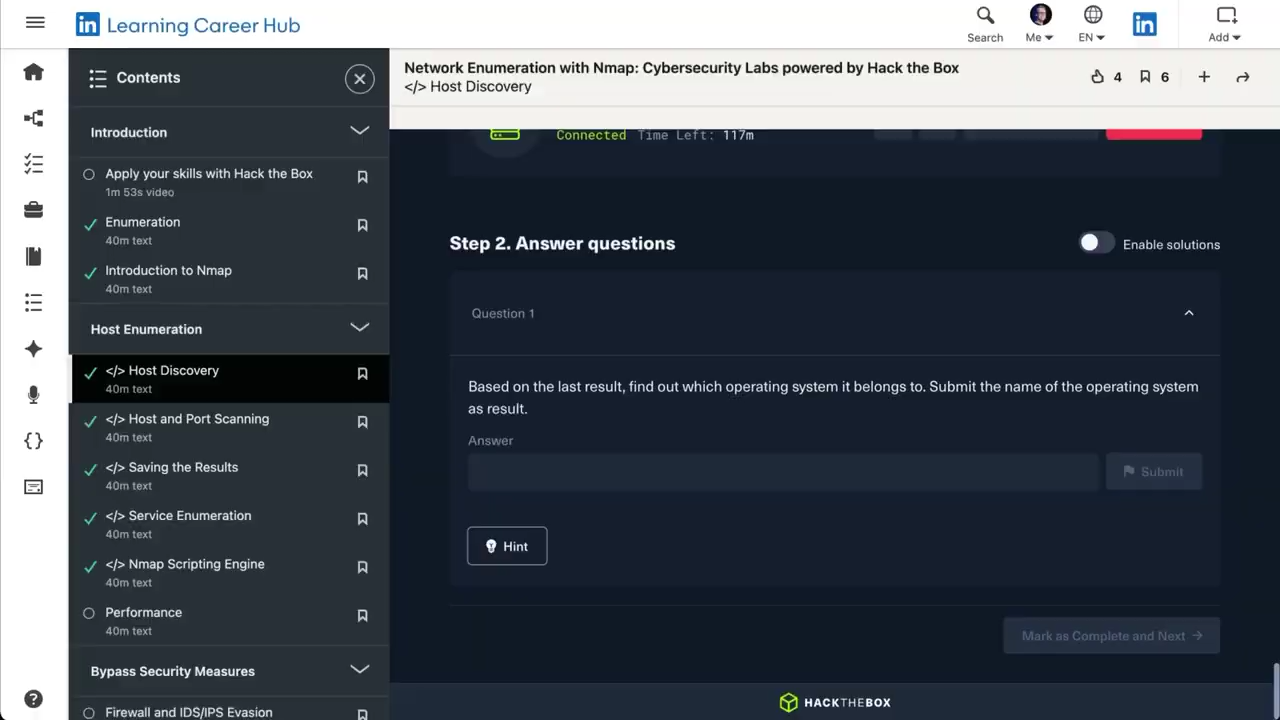 in Learning Career Hub
Search
Me
EN
in
Add
Contents
Introduction
Apply your skills with Hack the Box
1m 53s video
Enumeration
40m text
Introduction to Nmap
40m text
Host Enumeration
</> Host Discovery
40m text
</> Host and Port Scanning
40m text
</> Saving the Results
40m text
</> Service Enumeration
40m text
</> Nmap Scripting Engine
40m text
Performance
40m text
Bypass Security Measures
Firewall and IDS/IPS Evasion
Network Enumeration with Nmap: Cybersecurity Labs powered by Hack the Box
</> Host Discovery
4
6
Connected Time Left: 117m
Step 2. Answer questions
Enable solutions
Question 1
Based on the last result, find out which operating system it belongs to. Submit the name of the operating system
as result.
Answer
Submit
Hint
Mark as Complete and Next →
HACKTHEBOX